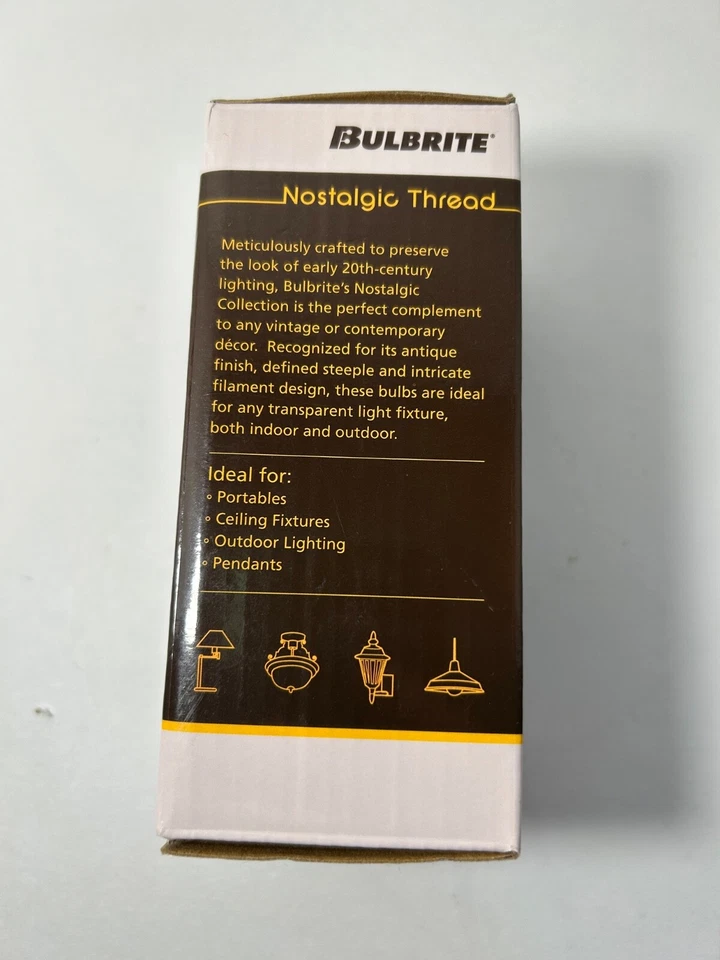 BULBRITE®
Nostalgic Thread
Meticulously crafted to preserve
the look of early 20th-century
lighting, Bulbrite's Nostalgic
Collection is the perfect complement
to any vintage or contemporary
décor. Recognized for its antique
finish, defined steeple and intricate
filament design, these bulbs are ideal
for any transparent light fixture,
both indoor and outdoor.
Ideal for:
◦ Portables
◦ Ceiling Fixtures
◦ Outdoor Lighting
◦ Pendants